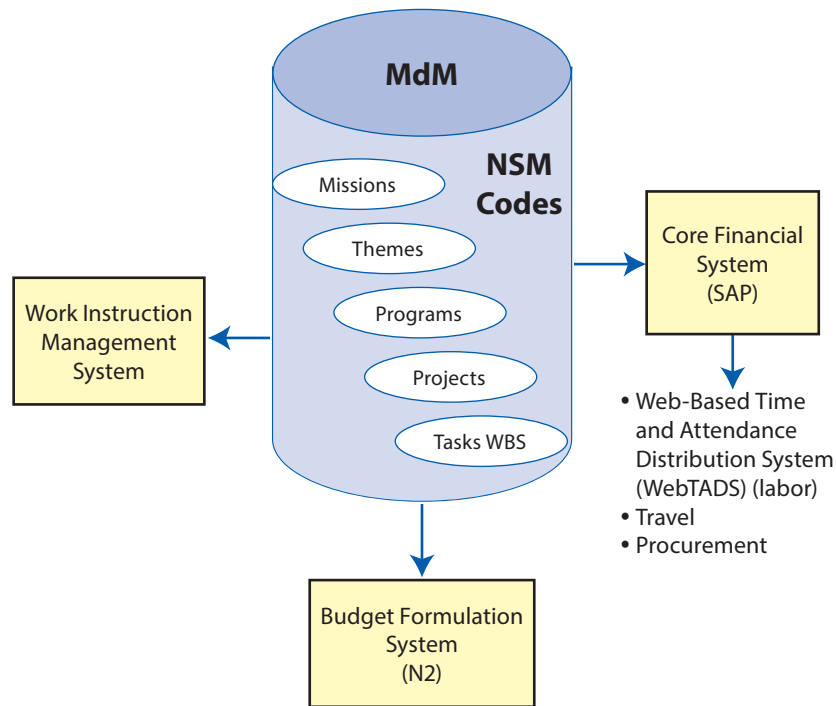 MdM
NSM
Codes
Missions
Themes
Programs
Projects
Tasks WBS
Work Instruction
Management
System
Core Financial
System
(SAP)
• Web-Based Time
and Attendance
Distribution System
(WebTADS) (labor)
• Travel
• Procurement
Budget Formulation
System
(N2)